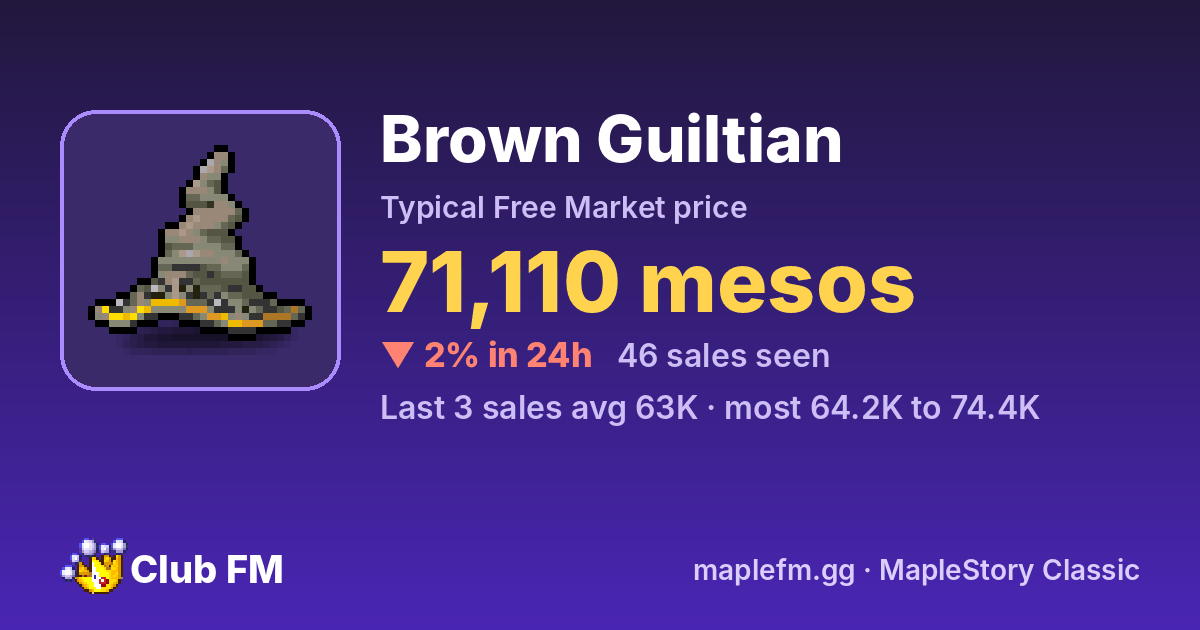 Brown Guiltian
Typical Free Market price
71,110 mesos
▼ 2% in 24h 46 sales seen
Last 3 sales avg 63K · most 64.2K to 74.4K
Club FM
maplefm.gg · MapleStory Classic